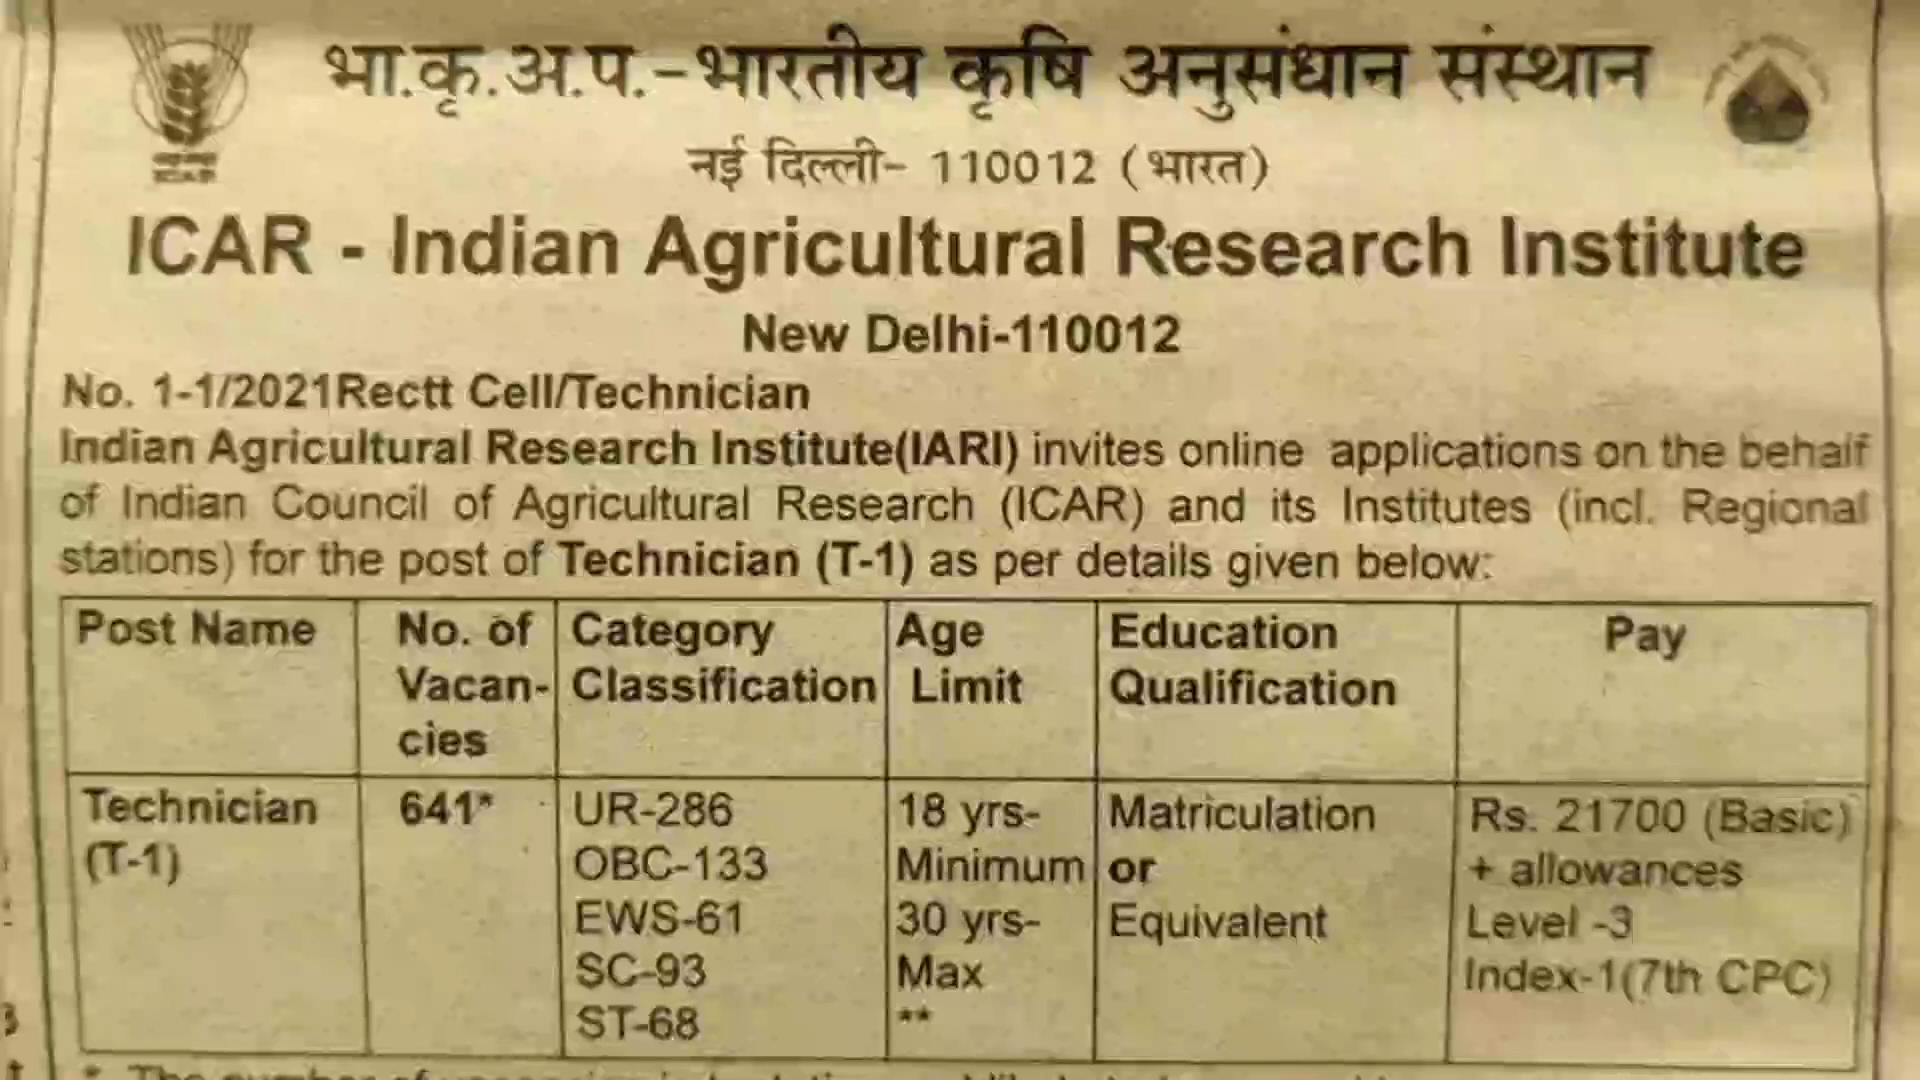 भा.कृ.अ.प.-भारतीय कृषि अनुसंधान संस्थान
नई दिल्ली- 110012 (भारत)
ICAR - Indian Agricultural Research Institute
New Delhi-110012
No. 1-1/2021Rectt Cell/Technician
Indian Agricultural Research Institute(IARI) invites online applications on the behalf
of Indian Council of Agricultural Research (ICAR) and its Institutes (incl. Regional
stations) for the post of Technician (T-1) as per details given below:
Post Name
No. of
Vacan-
cies
Category
Classification
Age
Limit
Education
Qualification
Pay
Technician
(T-1)
641*
UR-286
OBC-133
EWS-61
SC-93
ST-68
18 yrs-
Minimum
30 yrs-
Max
**
Matriculation
or
Equivalent
Rs. 21700 (Basic)
+ allowances
Level -3
Index-1(7th CPC)
* The number of vacancies